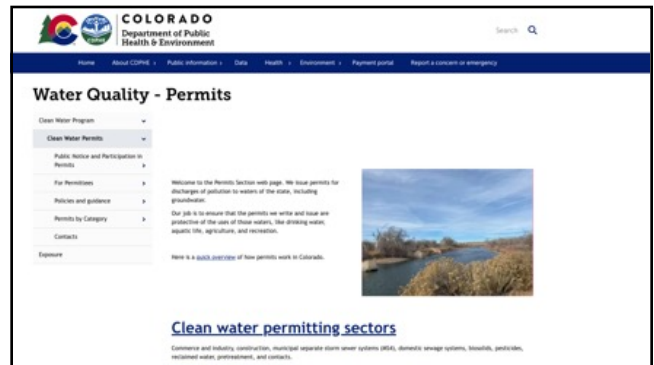 COLORADO
Department of Public
Health & Environment
Search
Home About CDPHE › Public information › Data Health › Environment › Payment portal Report a concern or emergency
Water Quality - Permits
Clean Water Program
Clean Water Permits
Public Notice and Participation in
Permits
For Permittees
Policies and guidance
Permits by Category
Contacts
Exposure
Welcome to the Permits Section web page. We issue permits for
discharges of pollution to waters of the state, including
groundwater.
Our job is to ensure that the permits we write and issue are
protective of the uses of those waters, like drinking water,
aquatic life, agriculture, and recreation.
Here is a quick overview of how permits work in Colorado.
Clean water permitting sectors
Commerce and industry, construction, municipal separate storm sewer systems (MS4), domestic sewage systems, biosolids, pesticides,
reclaimed water, pretreatment, and contacts.